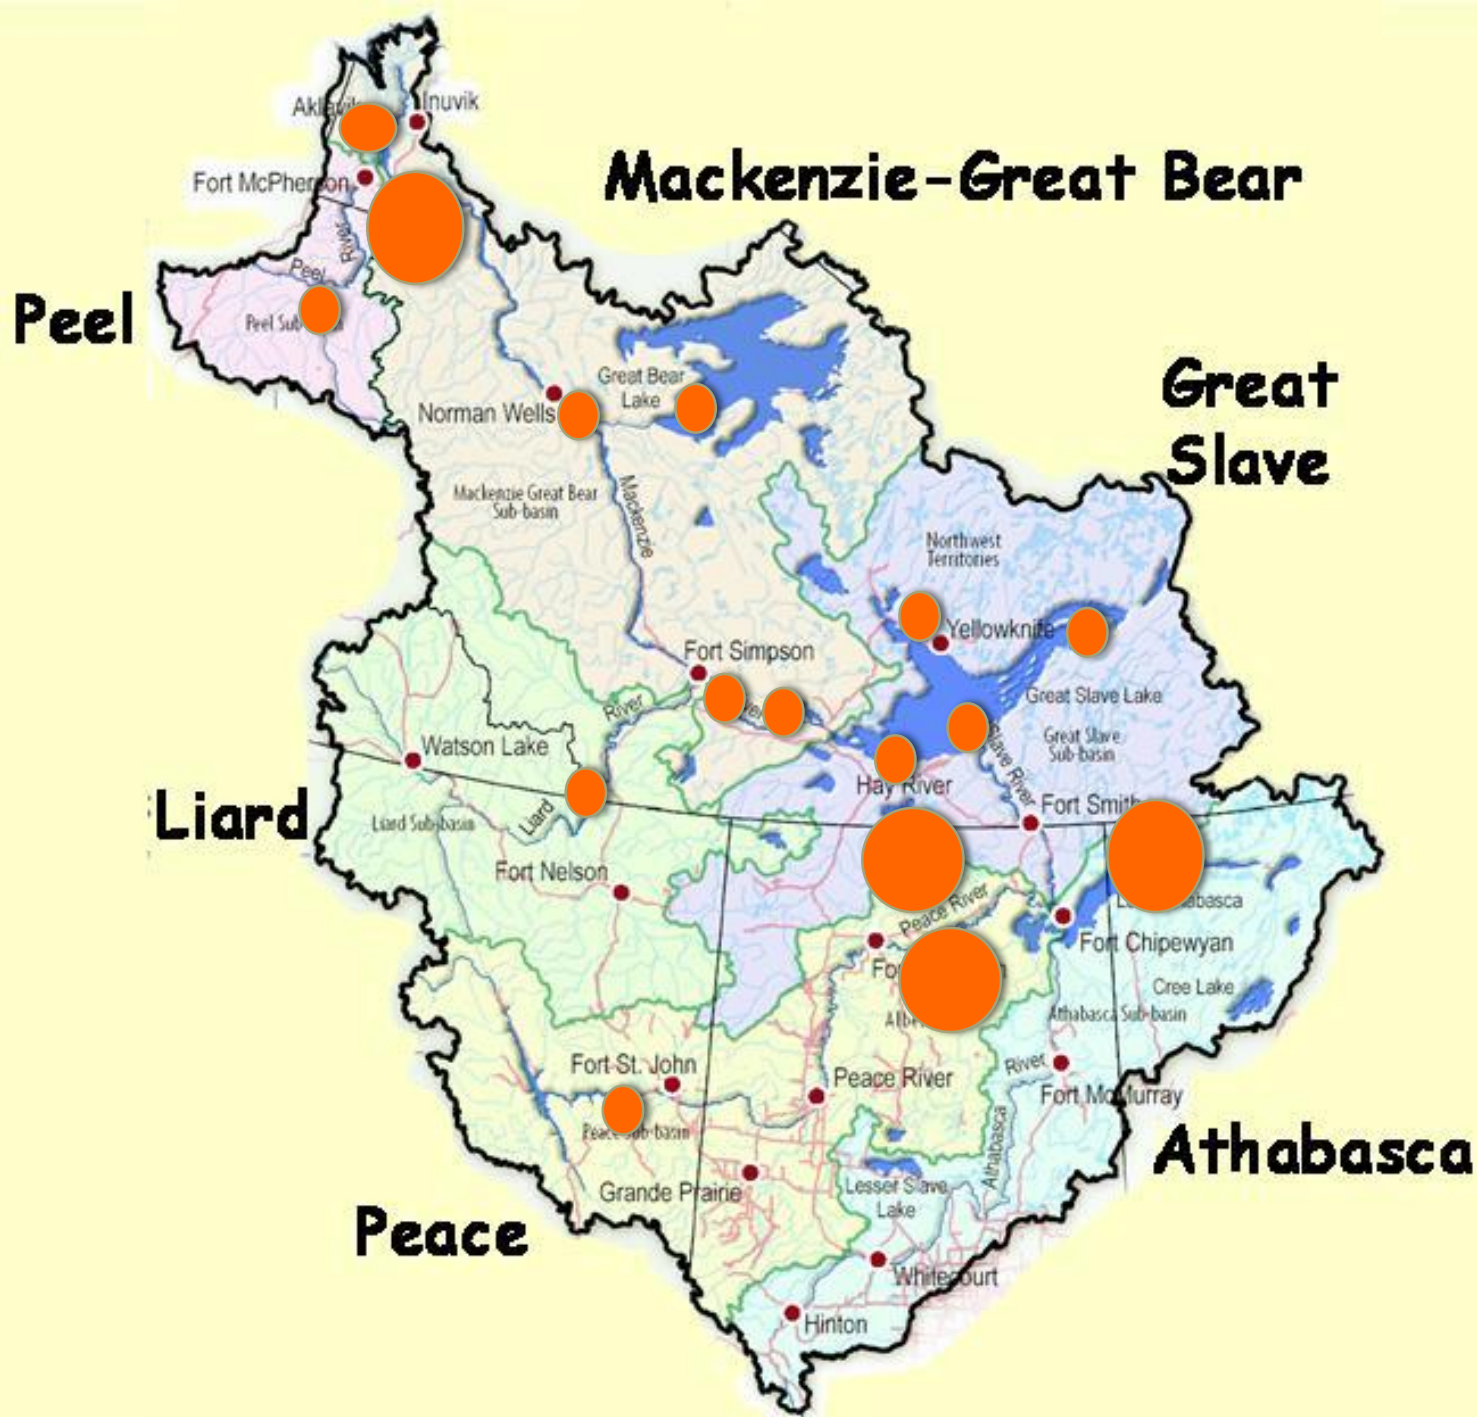 Inuvik
Mackenzie-Great Bear
Fort McPherson
River
Peel
Peel
Great Bear
Lake
Great
Slave
Norman Wells
Mackenzie Great Bear
Sub-basin
Mackenzie
Northwest
Territories
Yellowknife
Fort Simpson
River
Great Slave Lake
Great Slave
Sub-basin
Slave River
Watson Lake
Hay River
Fort Smith
Liard
Liard
Liard Sub-basin
Fort Nelson
Peace River
Fort Chipewyan
Cree Lake
Athabasca Sub-basin
Fort St. John
Peace River
River
Fort McMurray
Peace Sub-basin
Athabasca
Athabasca
Grande Prairie
Lesser Slave
Lake
Peace
Whitecourt
Hinton